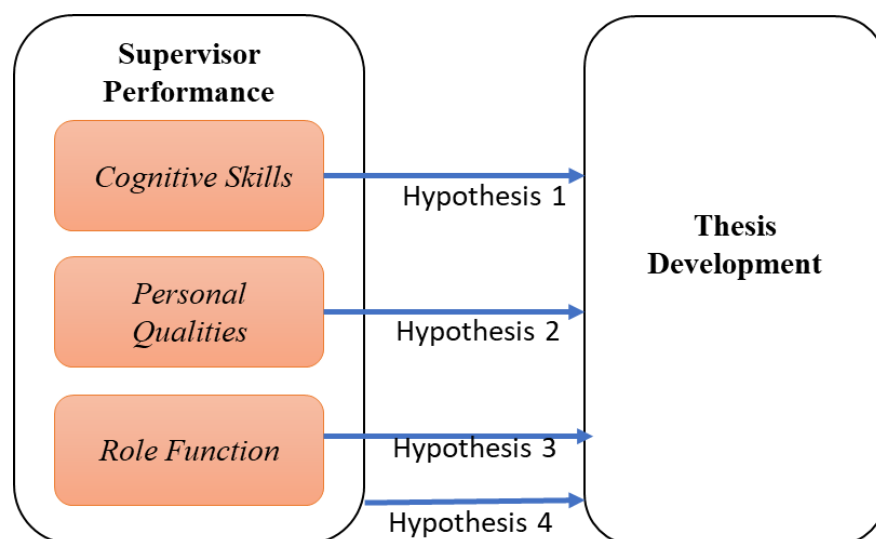 Supervisor
Performance
Cognitive Skills
Hypothesis 1
Personal
Qualities
Hypothesis 2
Role Function
Hypothesis 3
Hypothesis 4
Thesis
Development